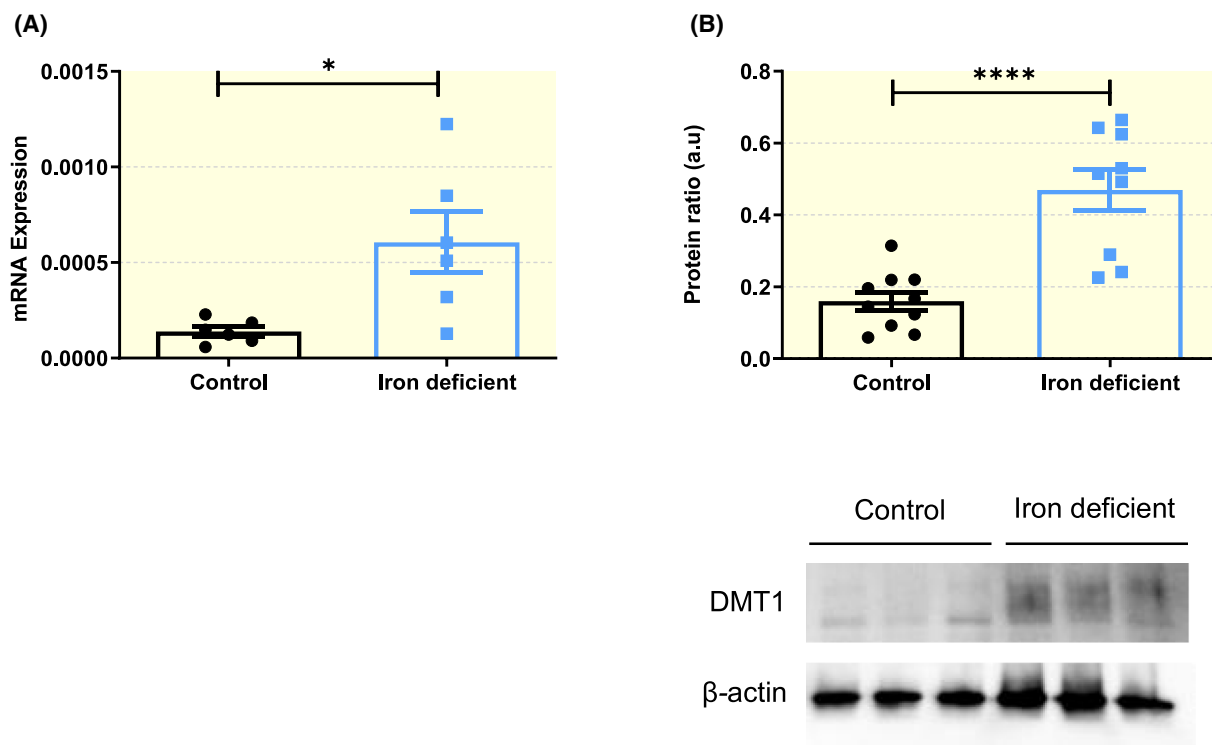 (A)
*
0.0015
0.0010
0.0005
0.0000
mRNA Expression
Control Iron deficient
(B)
****
0.8
0.6
0.4
0.2
0.0
Protein ratio (a.u)
Control Iron deficient
Control Iron deficient
DMT1
β-actin